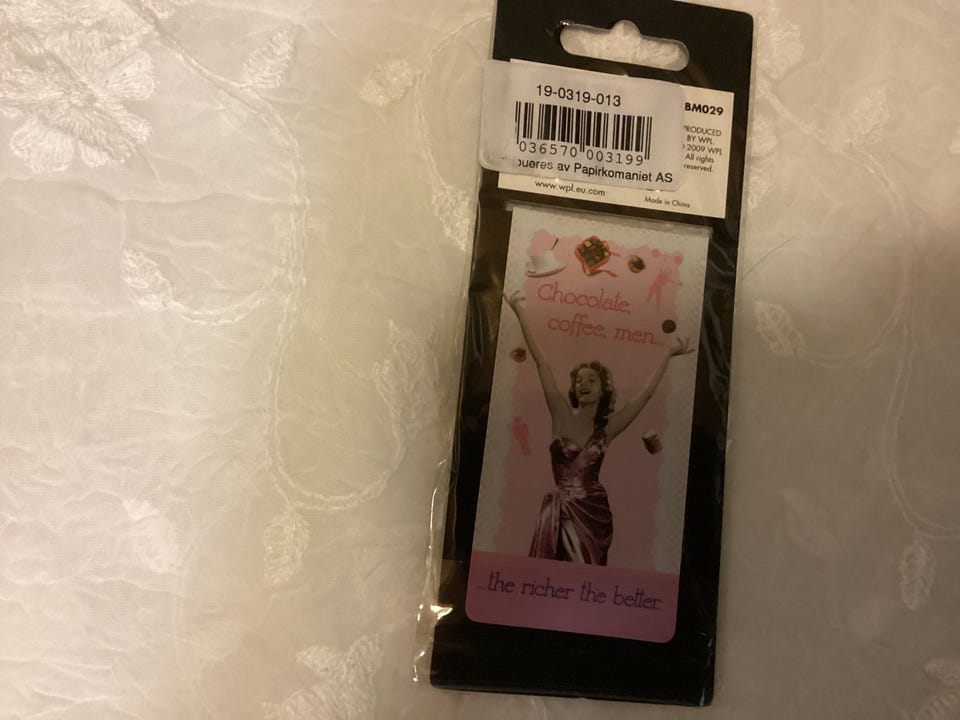 19-0319-013
BM029
036570 003199
PRODUCED
BY WPL.
2009 WPL
All rights
reserved.
av Papirkomaniet AS
www.wpl.eu.com
Made in China
Chocolate,
coffee, men...
...the richer the better